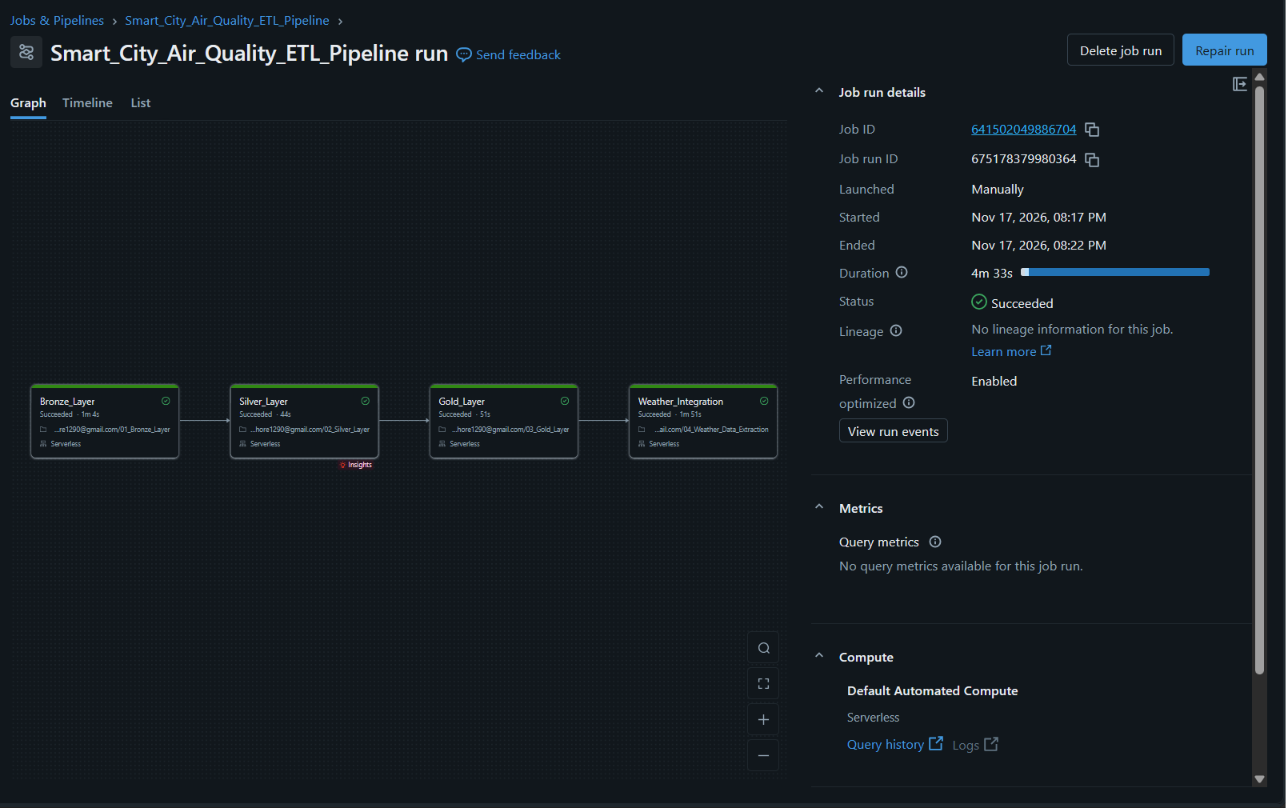 Jobs & Pipelines › Smart_City_Air_Quality_ETL_Pipeline ›
Smart_City_Air_Quality_ETL_Pipeline run Send feedback
Delete job run Repair run
Graph Timeline List
Bronze_Layer
Succeeded · 1m 4s
...re1290@gmail.com/01_Bronze_Layer
Serverless
Silver_Layer
Succeeded · 44s
...hore1290@gmail.com/02_Silver_Layer
Serverless
Insights
Gold_Layer
Succeeded · 51s
...hore1290@gmail.com/03_Gold_Layer
Serverless
Weather_Integration
Succeeded · 1m 51s
...ail.com/04_Weather_Data_Extraction
Serverless
Job run details
Job ID 641502049886704
Job run ID 675178379980364
Launched Manually
Started Nov 17, 2026, 08:17 PM
Ended Nov 17, 2026, 08:22 PM
Duration 4m 33s
Status Succeeded
Lineage No lineage information for this job.
Learn more
Performance Enabled
optimized
View run events
Metrics
Query metrics
No query metrics available for this job run.
Compute
Default Automated Compute
Serverless
Query history Logs